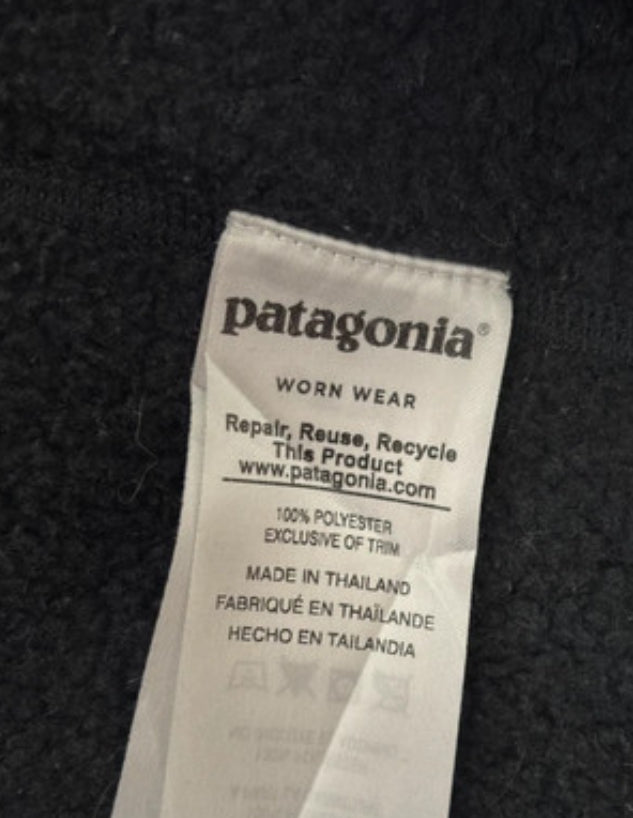 patagonia®
WORN WEAR
Repair, Reuse, Recycle
This Product
www.patagonia.com
100% POLYESTER
EXCLUSIVE OF TRIM
MADE IN THAILAND
FABRIQUÉ EN THAÏLANDE
HECHO EN TAILANDIA